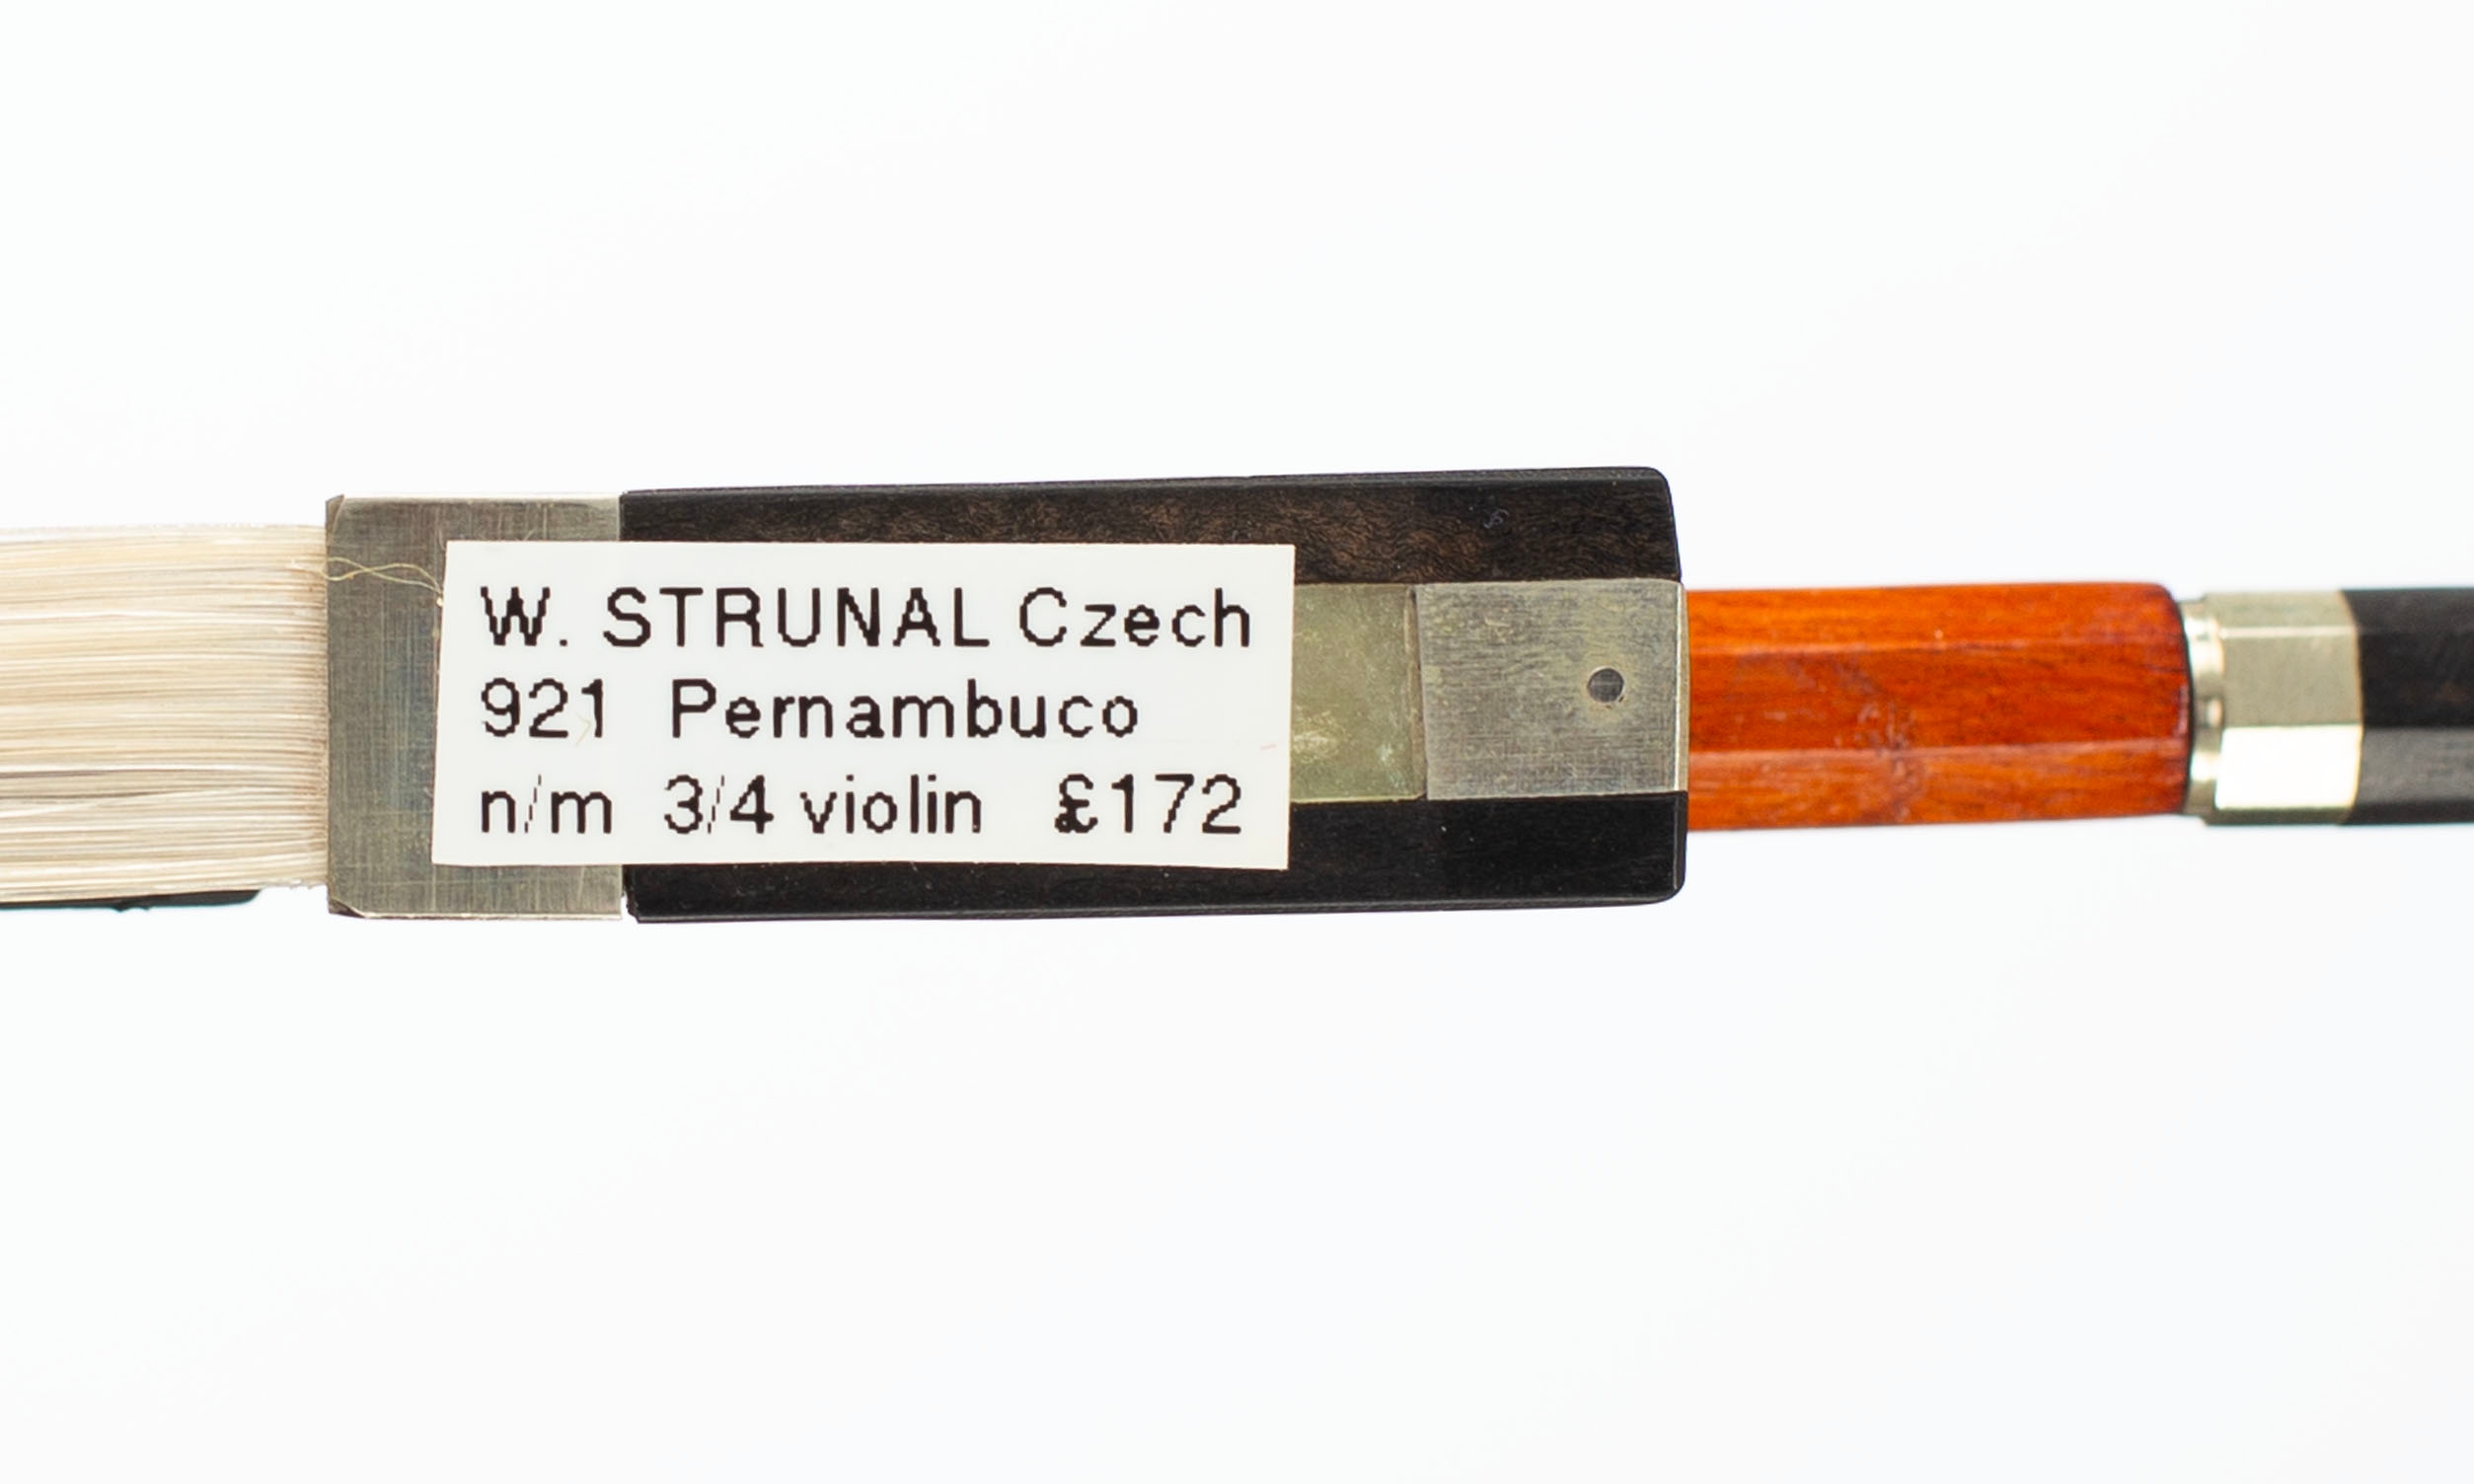 W. STRUNAL Czech
921 Pernambuco
n/m 3/4 violin £172